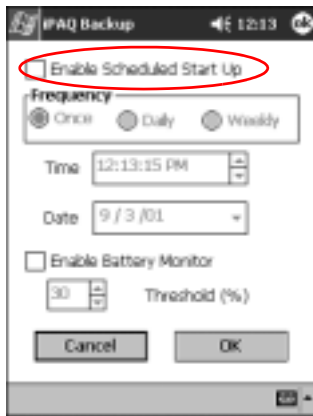 iPAQ Backup 12:13 ok
Enable Scheduled Start Up
Frequency
Once Daily Weekly
Time 12:13:15 PM
Date 9 / 3 /01
Enable Battery Monitor
30 Threshold (%)
Cancel OK